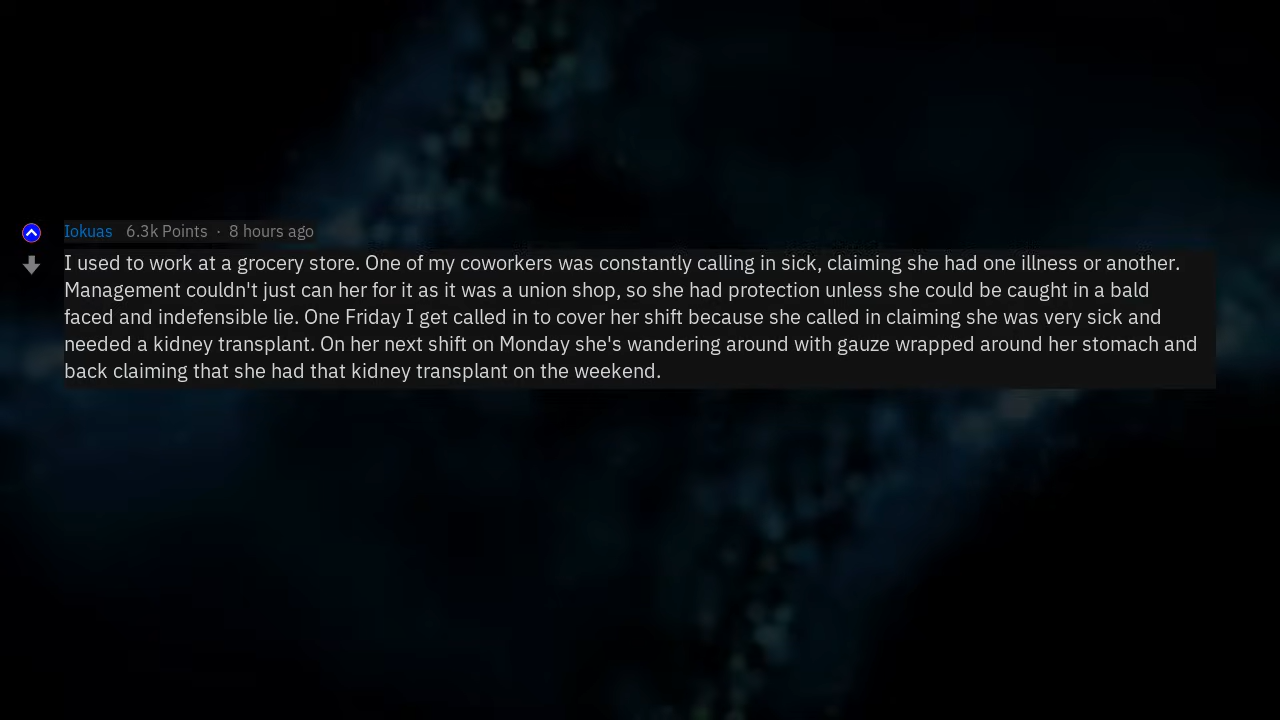 Iokuas 6.3k Points · 8 hours ago
I used to work at a grocery store. One of my coworkers was constantly calling in sick, claiming she had one illness or another.
Management couldn't just can her for it as it was a union shop, so she had protection unless she could be caught in a bald
faced and indefensible lie. One Friday I get called in to cover her shift because she called in claiming she was very sick and
needed a kidney transplant. On her next shift on Monday she's wandering around with gauze wrapped around her stomach and
back claiming that she had that kidney transplant on the weekend.